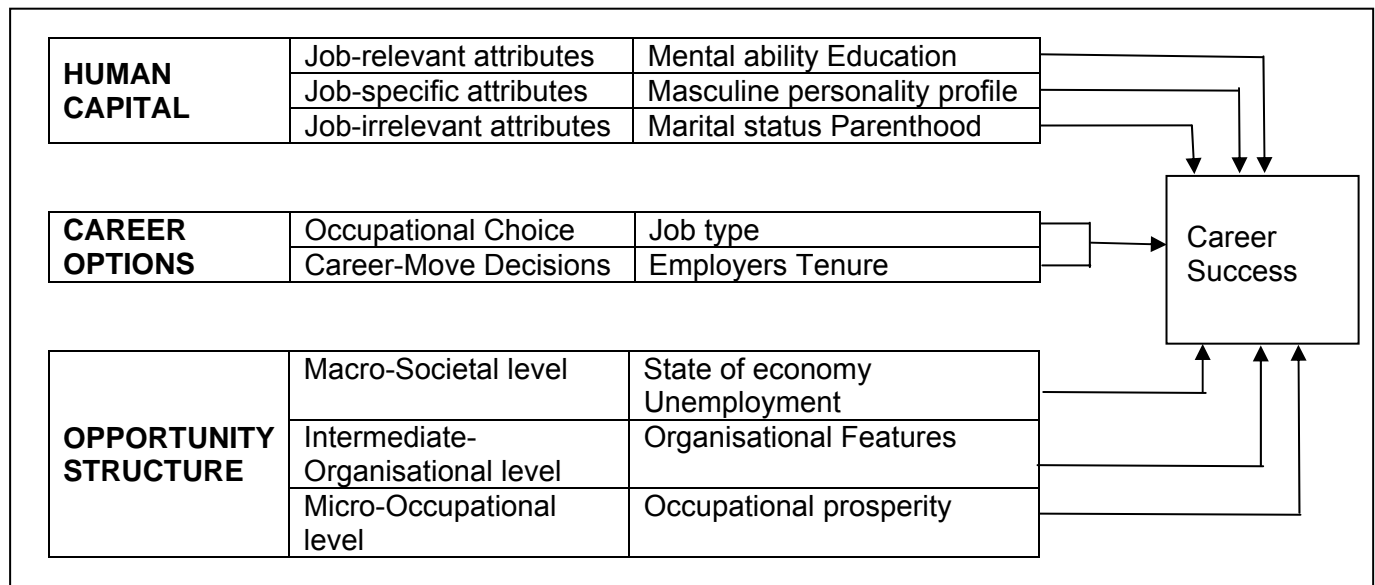 HUMAN
CAPITAL
Job-relevant attributes
Mental ability Education
Job-specific attributes
Masculine personality profile
Job-irrelevant attributes
Marital status Parenthood
CAREER
OPTIONS
Occupational Choice
Job type
Career-Move Decisions
Employers Tenure
Career
Success
OPPORTUNITY
STRUCTURE
Macro-Societal level
State of economy
Unemployment
Intermediate-
Organisational level
Organisational Features
Micro-Occupational
level
Occupational prosperity